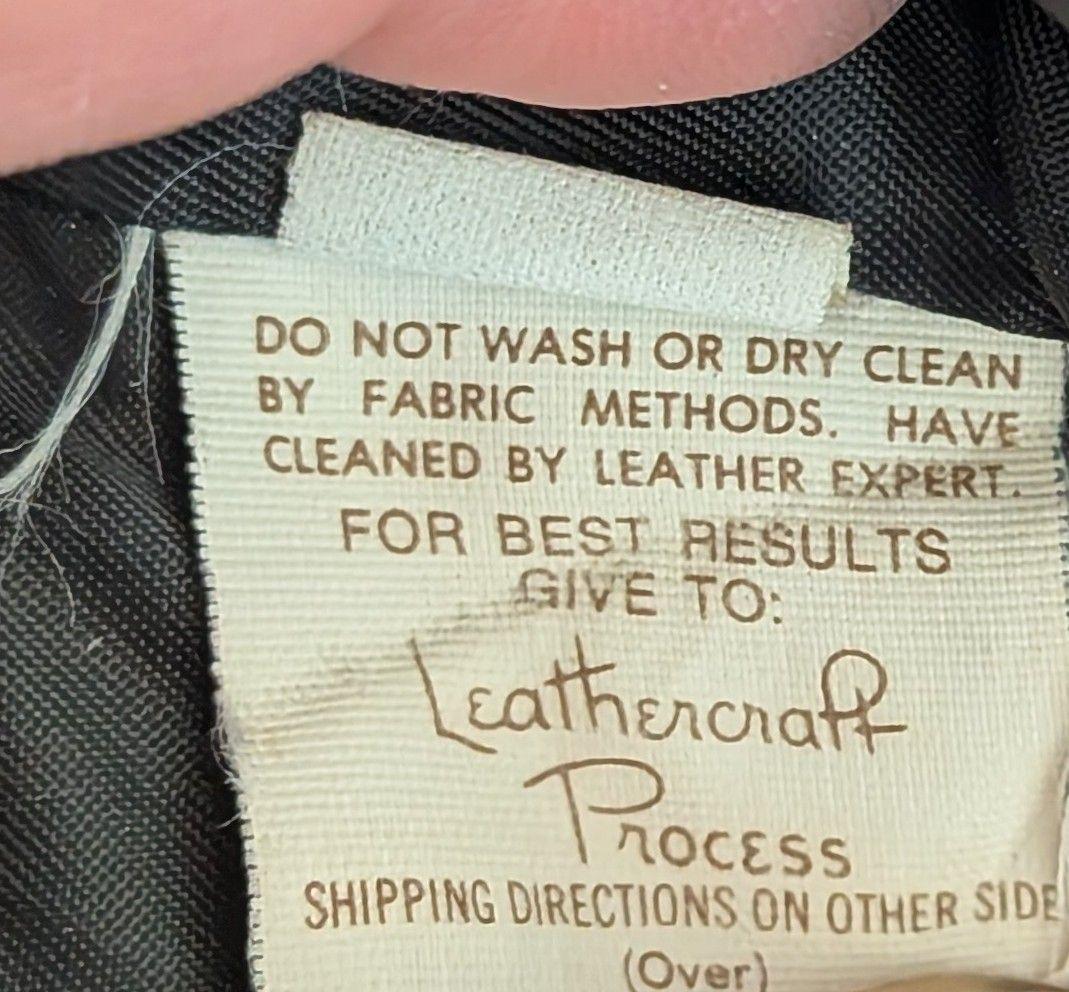 DO NOT WASH OR DRY CLEAN
BY FABRIC METHODS. HAVE
CLEANED BY LEATHER EXPERT.
FOR BEST RESULTS
GIVE TO:
Leathercraft
Process
SHIPPING DIRECTIONS ON OTHER SIDE
(Over)